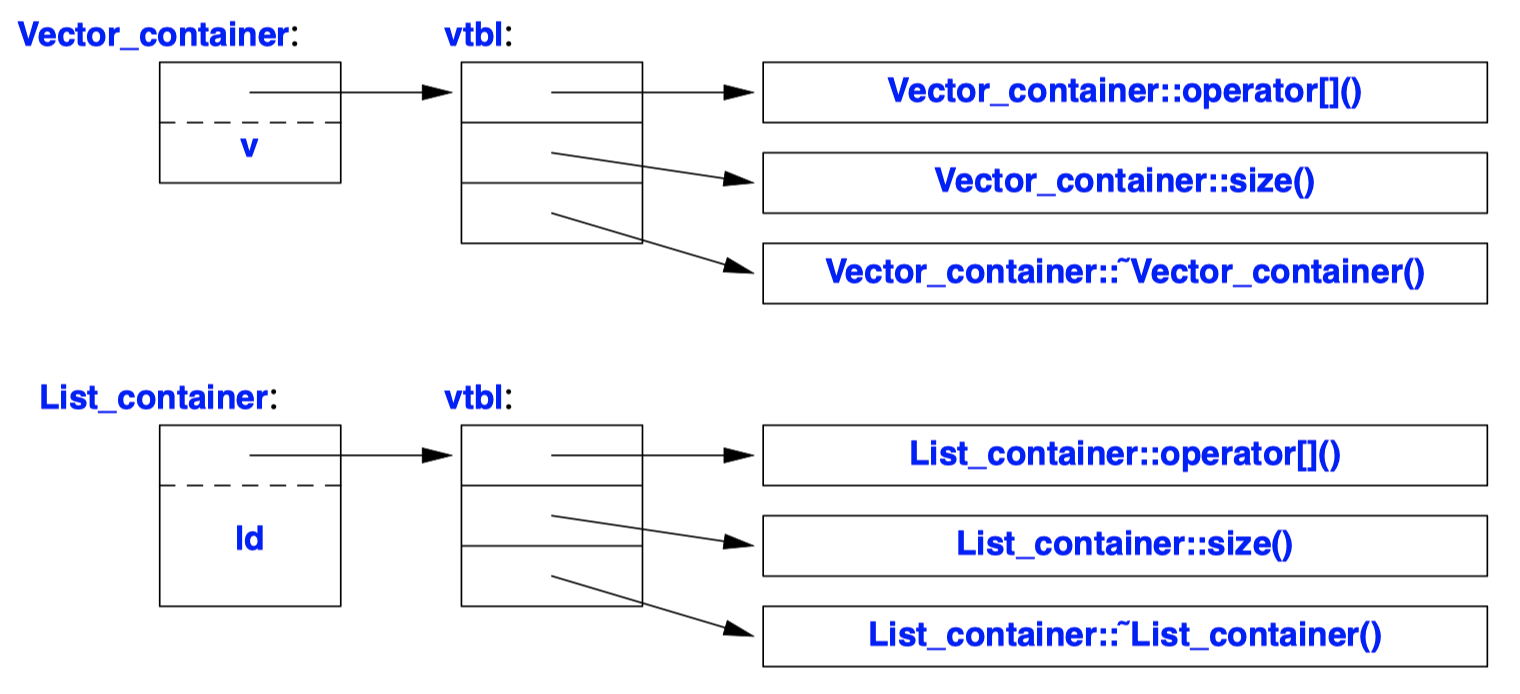 Vector_container: vtbl:
Vector_container::operator[]()
v
Vector_container::size()
Vector_container::~Vector_container()
List_container: vtbl:
List_container::operator[]()
ld
List_container::size()
List_container::~List_container()